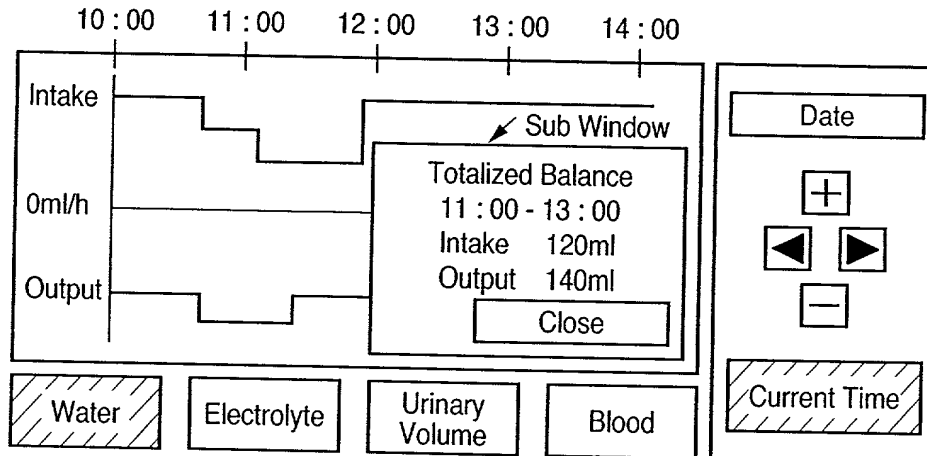 10 : 00 11 : 00 12 : 00 13 : 00 14 : 00
Intake
Sub Window
0ml/h
Output
Totalized Balance
11 : 00 - 13 : 00
Intake 120ml
Output 140ml
Close
Date
+
−
Current Time
Water
Electrolyte
Urinary
Volume
Blood